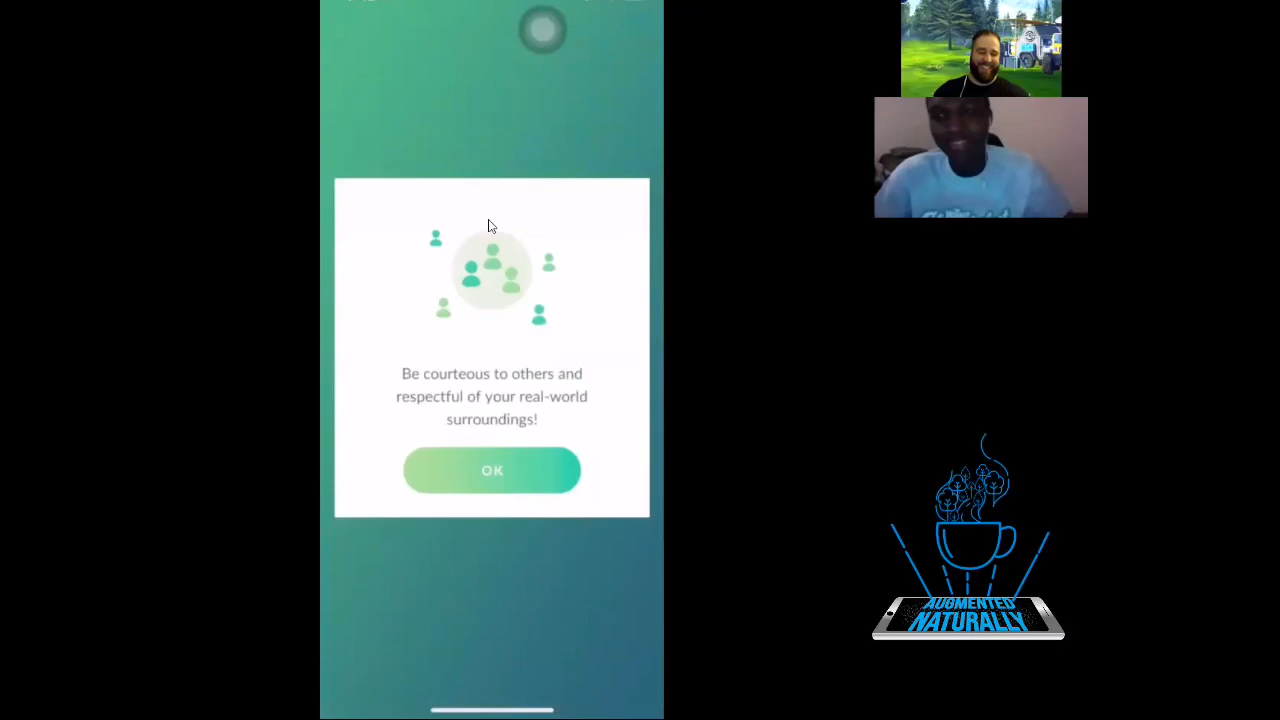 Be courteous to others and
respectful of your real-world
surroundings!
OK
AUGMENTED
NATURALLY